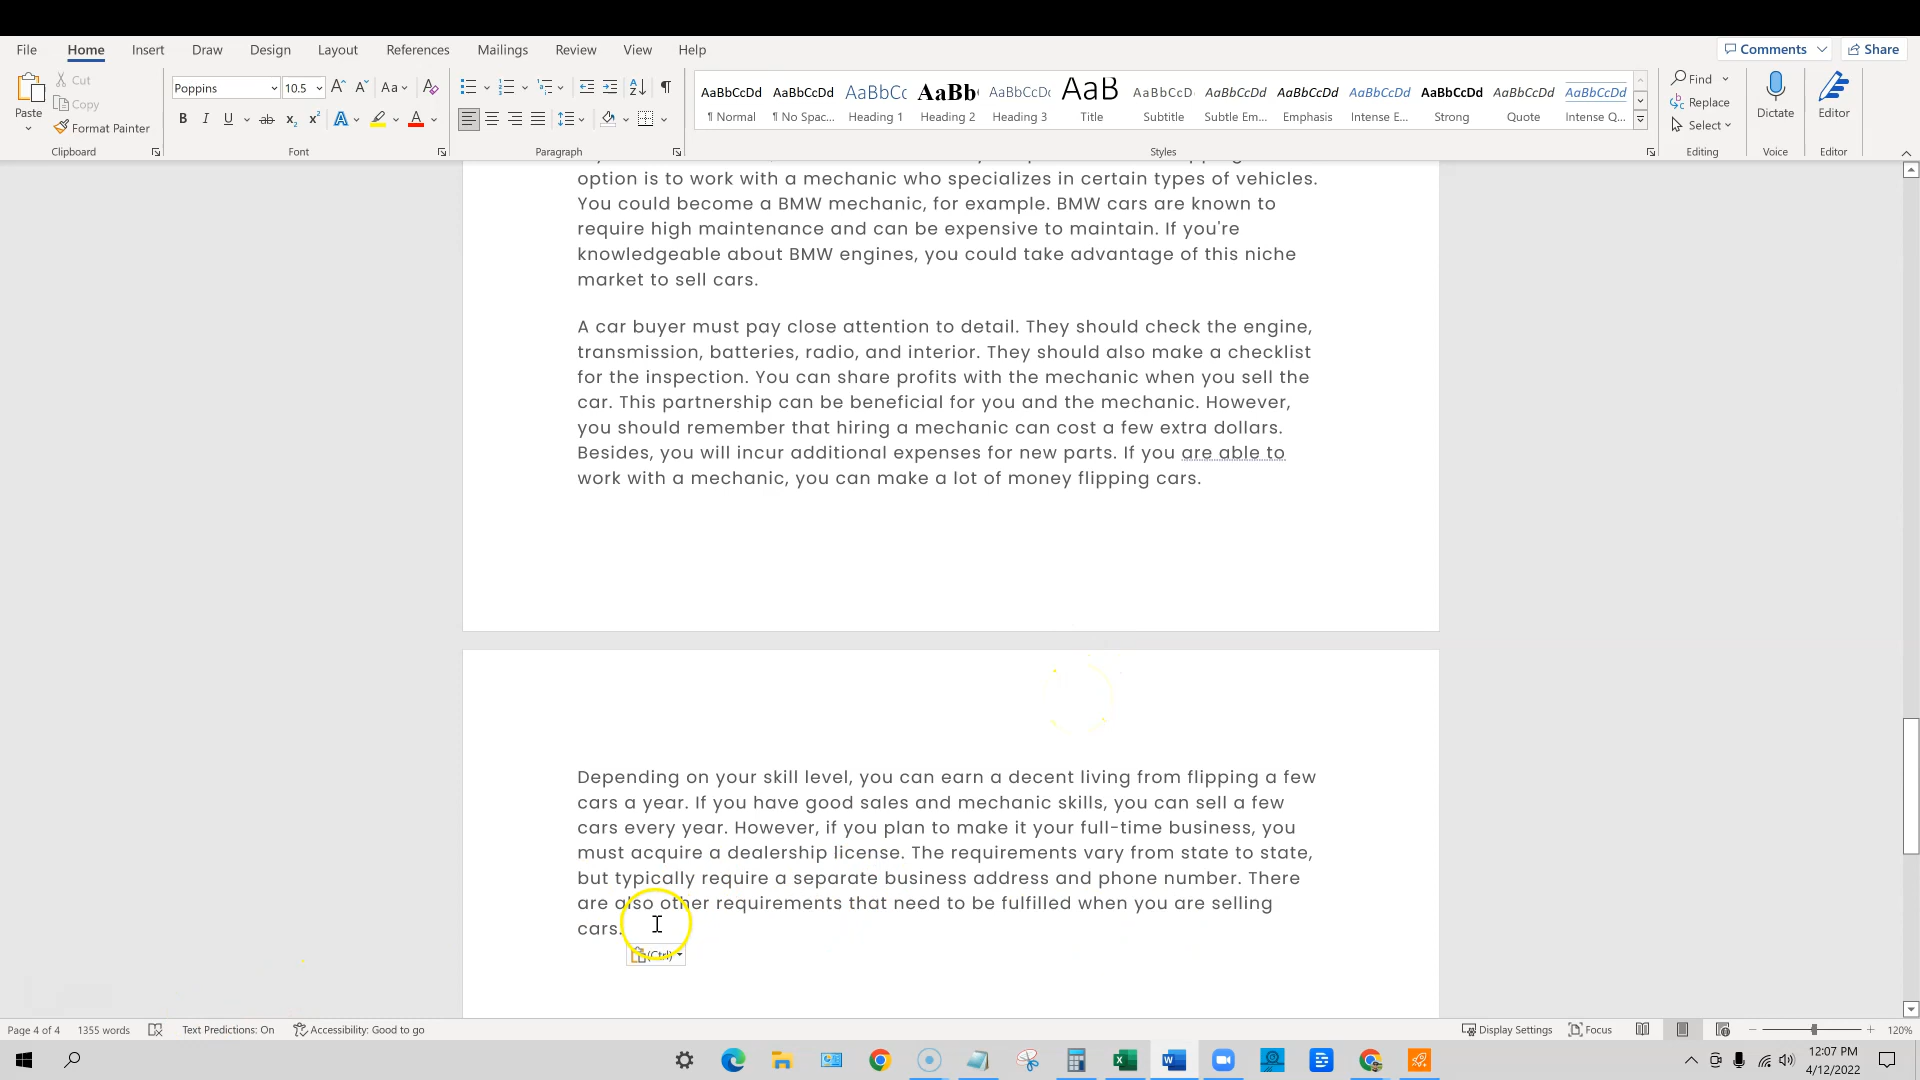 File Home Insert Draw Design Layout References Mailings Review View Help Comments Share
Poppins 10.5
Cut
Copy
Paste
Format Painter
Clipboard Font Paragraph Styles Editing Voice Editor
AaBbCcDd AaBbCcDd AaBbCc AaBb AaBbCcD AaB AaBbCcD AaBbCcDd AaBbCcDd AaBbCcDd AaBbCcDd AaBbCcDd AaBbCcDd
¶ Normal ¶ No Spac... Heading 1 Heading 2 Heading 3 Title Subtitle Subtle Em... Emphasis Intense E... Strong Quote Intense Q...
Find
Replace
Select
Dictate
Editor
option is to work with a mechanic who specializes in certain types of vehicles.
You could become a BMW mechanic, for example. BMW cars are known to
require high maintenance and can be expensive to maintain. If you're
knowledgeable about BMW engines, you could take advantage of this niche
market to sell cars.
A car buyer must pay close attention to detail. They should check the engine,
transmission, batteries, radio, and interior. They should also make a checklist
for the inspection. You can share profits with the mechanic when you sell the
car. This partnership can be beneficial for you and the mechanic. However,
you should remember that hiring a mechanic can cost a few extra dollars.
Besides, you will incur additional expenses for new parts. If you are able to
work with a mechanic, you can make a lot of money flipping cars.
Depending on your skill level, you can earn a decent living from flipping a few
cars a year. If you have good sales and mechanic skills, you can sell a few
cars every year. However, if you plan to make it your full-time business, you
must acquire a dealership license. The requirements vary from state to state,
but typically require a separate business address and phone number. There
are also other requirements that need to be fulfilled when you are selling
cars.
(Ctrl)
Page 4 of 4 1355 words Text Predictions: On Accessibility: Good to go Display Settings Focus 120%
12:07 PM
4/12/2022